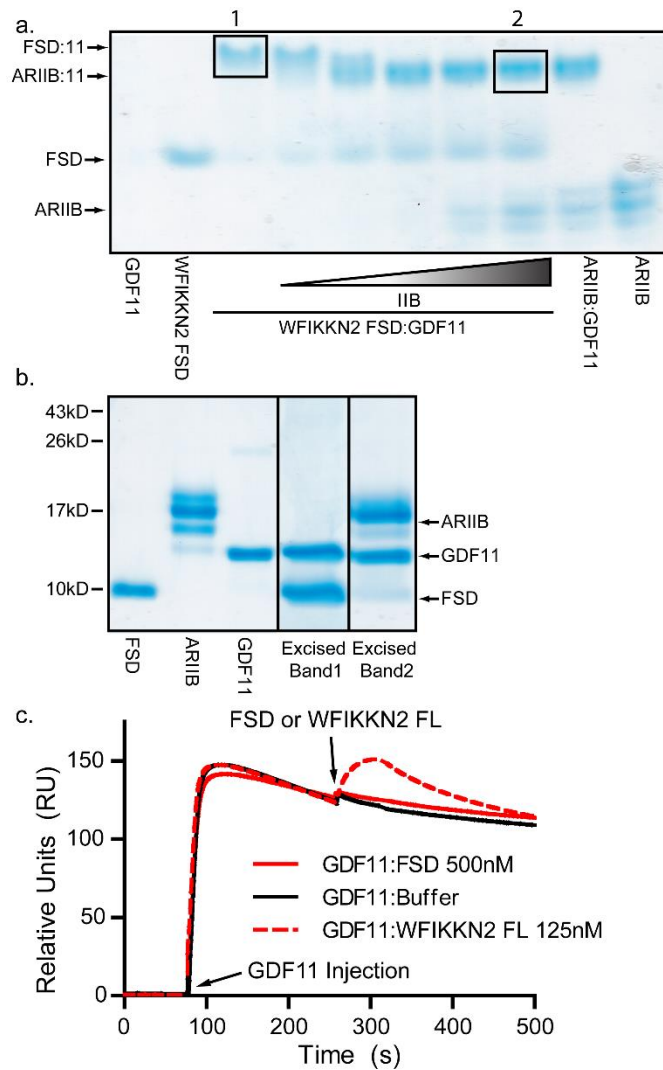 a.
1 2
FSD:11
ARIIB:11
FSD
ARIIB
GDF11
WFIKKN2 FSD
IIB
WFIKKN2 FSD:GDF11
ARIIB:GDF11
ARIIB
b.
43kD
26kD
17kD
10kD
ARIIB
GDF11
FSD
FSD
ARIIB
GDF11
Excised
Band1
Excised
Band2
c.
FSD or WFIKKN2 FL
150
100
50
0
Relative Units (RU)
GDF11:FSD 500nM
GDF11:Buffer
GDF11:WFIKKN2 FL 125nM
GDF11 Injection
0 100 200 300 400 500
Time (s)